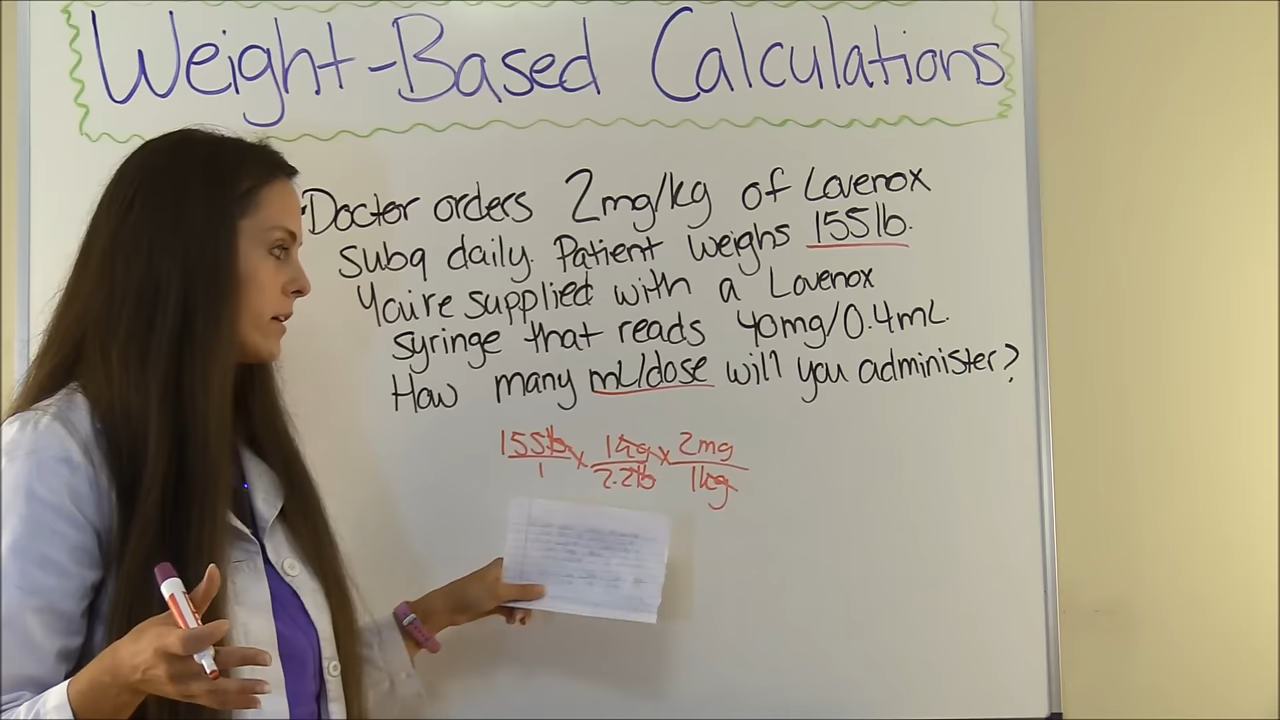 Weight-Based Calculations
Doctor orders 2mg/kg of Lovenox
subq daily. Patient weighs 155lb.
You're supplied with a Lovenox
syringe that reads 40mg/0.4mL.
How many mL/dose will you administer?
155lb/1 x 1kg/2.2lb x 2mg/1kg